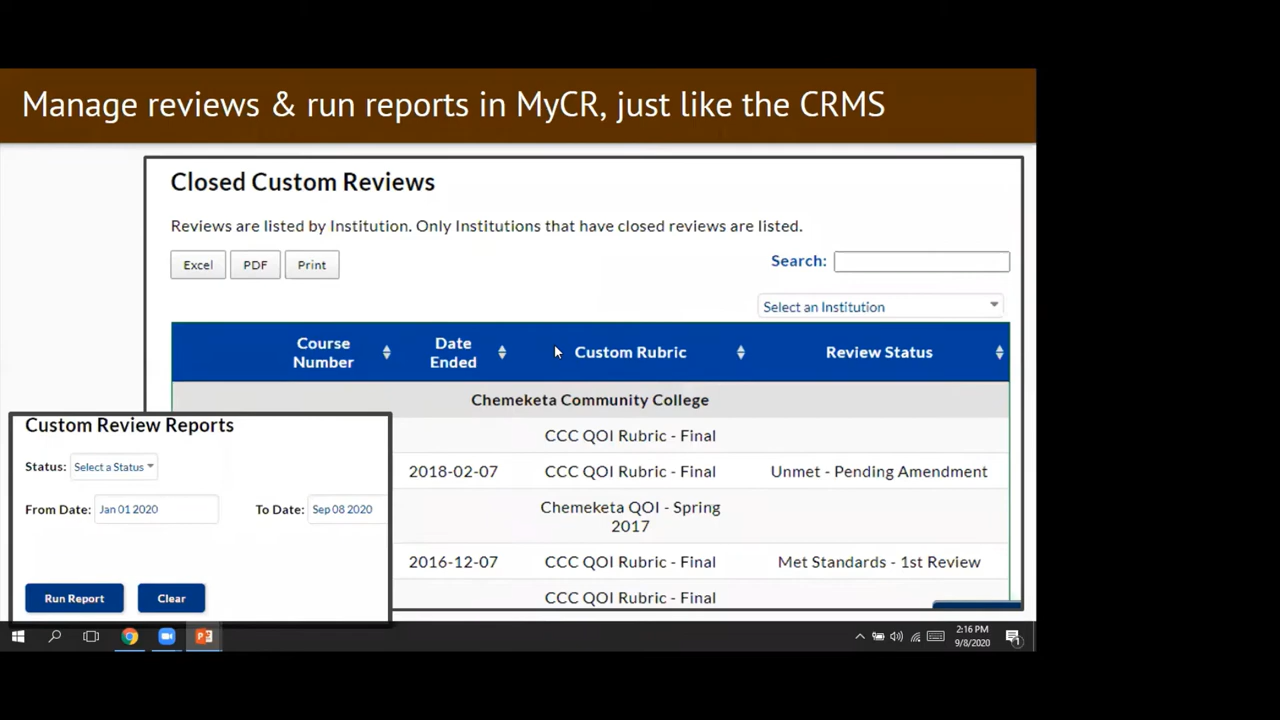 Manage reviews & run reports in MyCR, just like the CRMS
Closed Custom Reviews
Reviews are listed by Institution. Only Institutions that have closed reviews are listed.
Excel PDF Print
Search:
Select an Institution
Course Number Date Ended Custom Rubric Review Status
Chemeketa Community College
CCC QOI Rubric - Final
2018-02-07 CCC QOI Rubric - Final Unmet - Pending Amendment
Chemeketa QOI - Spring
2017
2016-12-07 CCC QOI Rubric - Final Met Standards - 1st Review
CCC QOI Rubric - Final
Custom Review Reports
Status: Select a Status
From Date: Jan 01 2020 To Date: Sep 08 2020
Run Report Clear
2:16 PM
9/8/2020
1